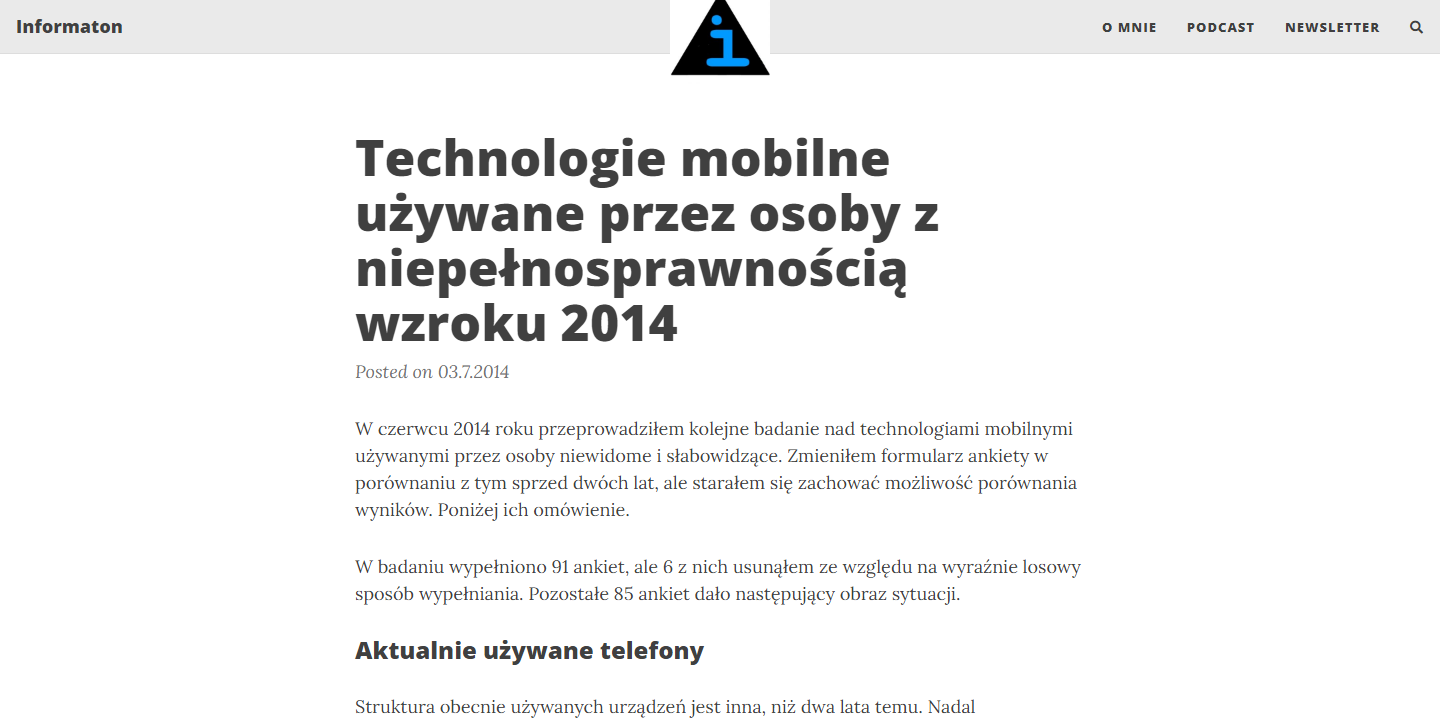 Informaton
i
O MNIE
PODCAST
NEWSLETTER
Technologie mobilne
używane przez osoby z
niepełnosprawnością
wzroku 2014
Posted on 03.7.2014
W czerwcu 2014 roku przeprowadziłem kolejne badanie nad technologiami mobilnymi
używanymi przez osoby niewidome i słabowidzące. Zmieniłem formularz ankiety w
porównaniu z tym sprzed dwóch lat, ale starałem się zachować możliwość porównania
wyników. Poniżej ich omówienie.
W badaniu wypełniono 91 ankiet, ale 6 z nich usunąłem ze względu na wyraźnie losowy
sposób wypełniania. Pozostałe 85 ankiet dało następujący obraz sytuacji.
Aktualnie używane telefony
Struktura obecnie używanych urządzeń jest inna, niż dwa lata temu. Nadal